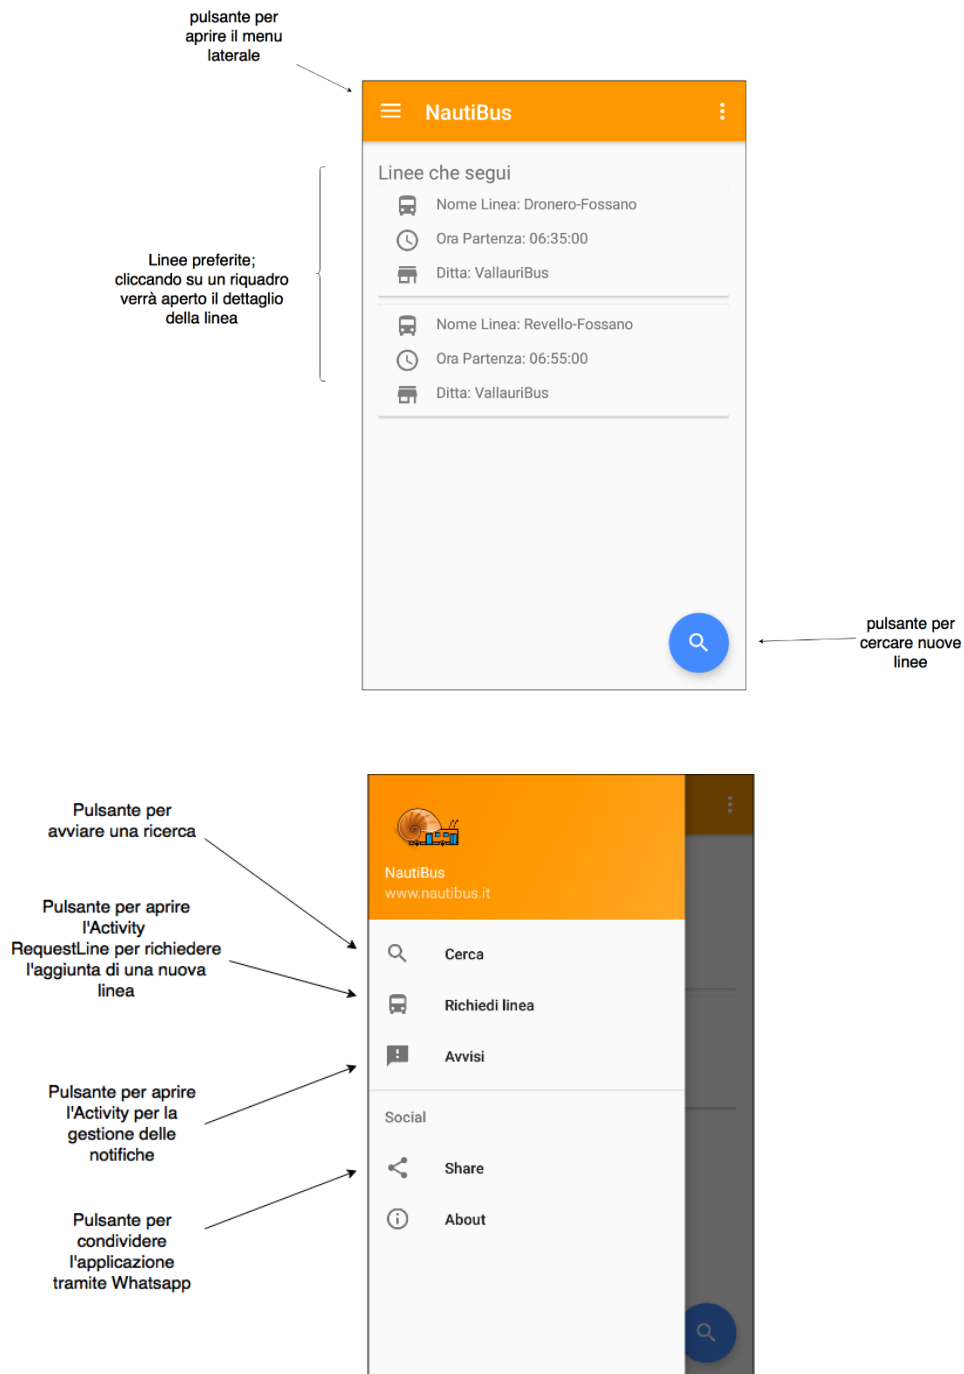 pulsante per
aprire il menu
laterale
NautiBus
Linee che segui
Nome Linea: Dronero-Fossano
Ora Partenza: 06:35:00
Ditta: VallauriBus
Linee preferite;
cliccando su un riquadro
verrà aperto il dettaglio
della linea
Nome Linea: Revello-Fossano
Ora Partenza: 06:55:00
Ditta: VallauriBus
pulsante per
cercare nuove
linee
Pulsante per
avviare una ricerca
NautiBus
www.nautibus.it
Pulsante per aprire
l'Activity
RequestLine per richiedere
l'aggiunta di una nuova
linea
Cerca
Richiedi linea
Avvisi
Pulsante per aprire
l'Activity per la
gestione delle
notifiche
Social
Share
About
Pulsante per
condividere
l'applicazione
tramite Whatsapp